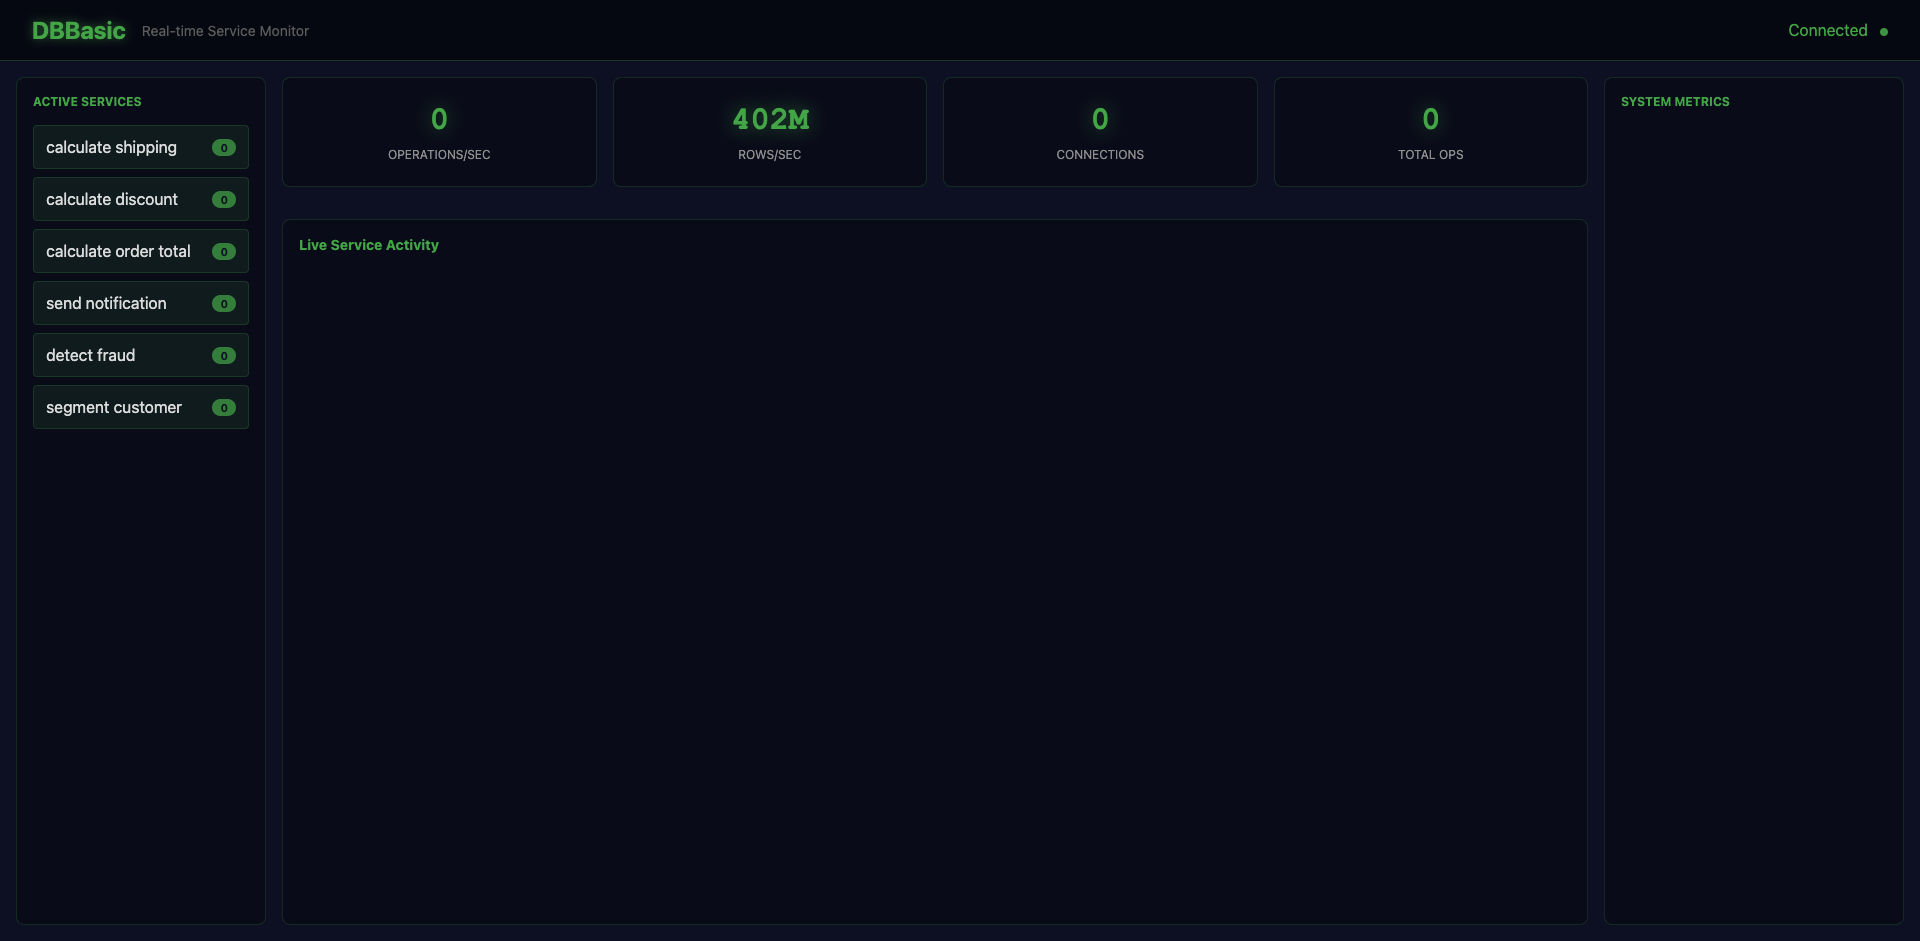 DBBasic Real-time Service Monitor
Connected
ACTIVE SERVICES
calculate shipping 0
calculate discount 0
calculate order total 0
send notification 0
detect fraud 0
segment customer 0
0
OPERATIONS/SEC
402M
ROWS/SEC
0
CONNECTIONS
0
TOTAL OPS
Live Service Activity
SYSTEM METRICS